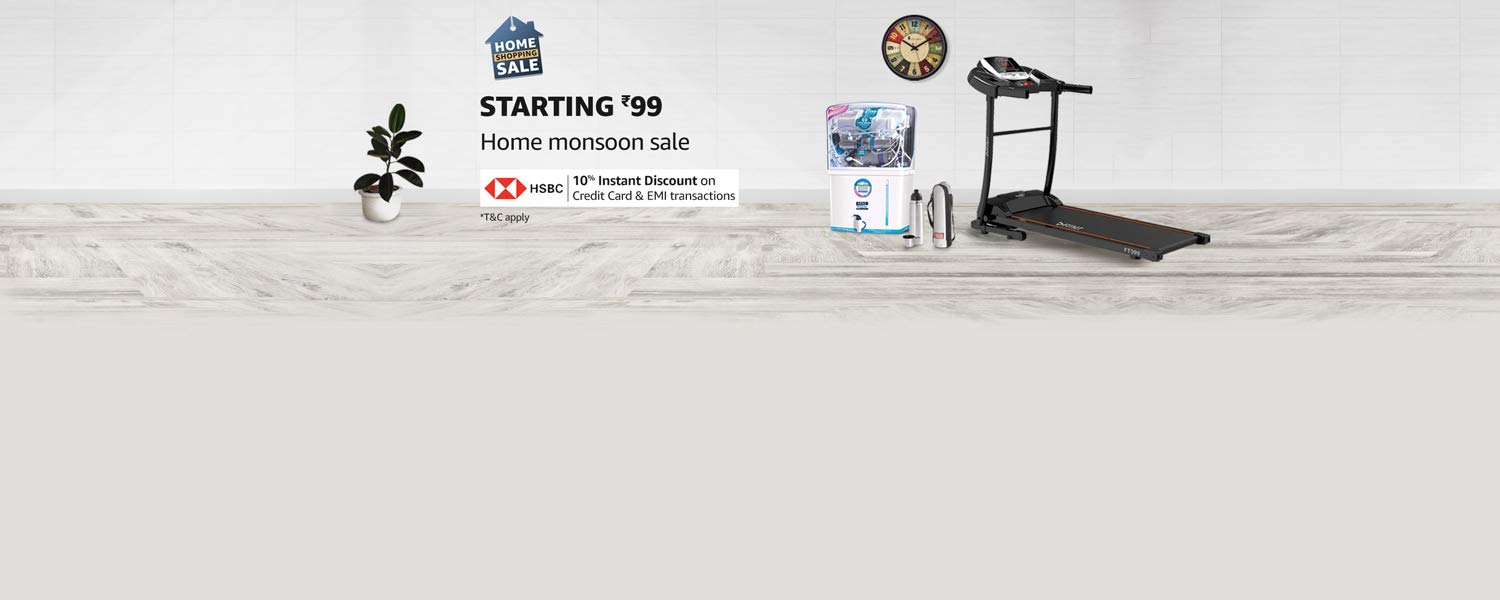 HOME
SHOPPING
SALE
STARTING ₹99
Home monsoon sale
HSBC
10% Instant Discount on
Credit Card & EMI transactions
*T&C apply